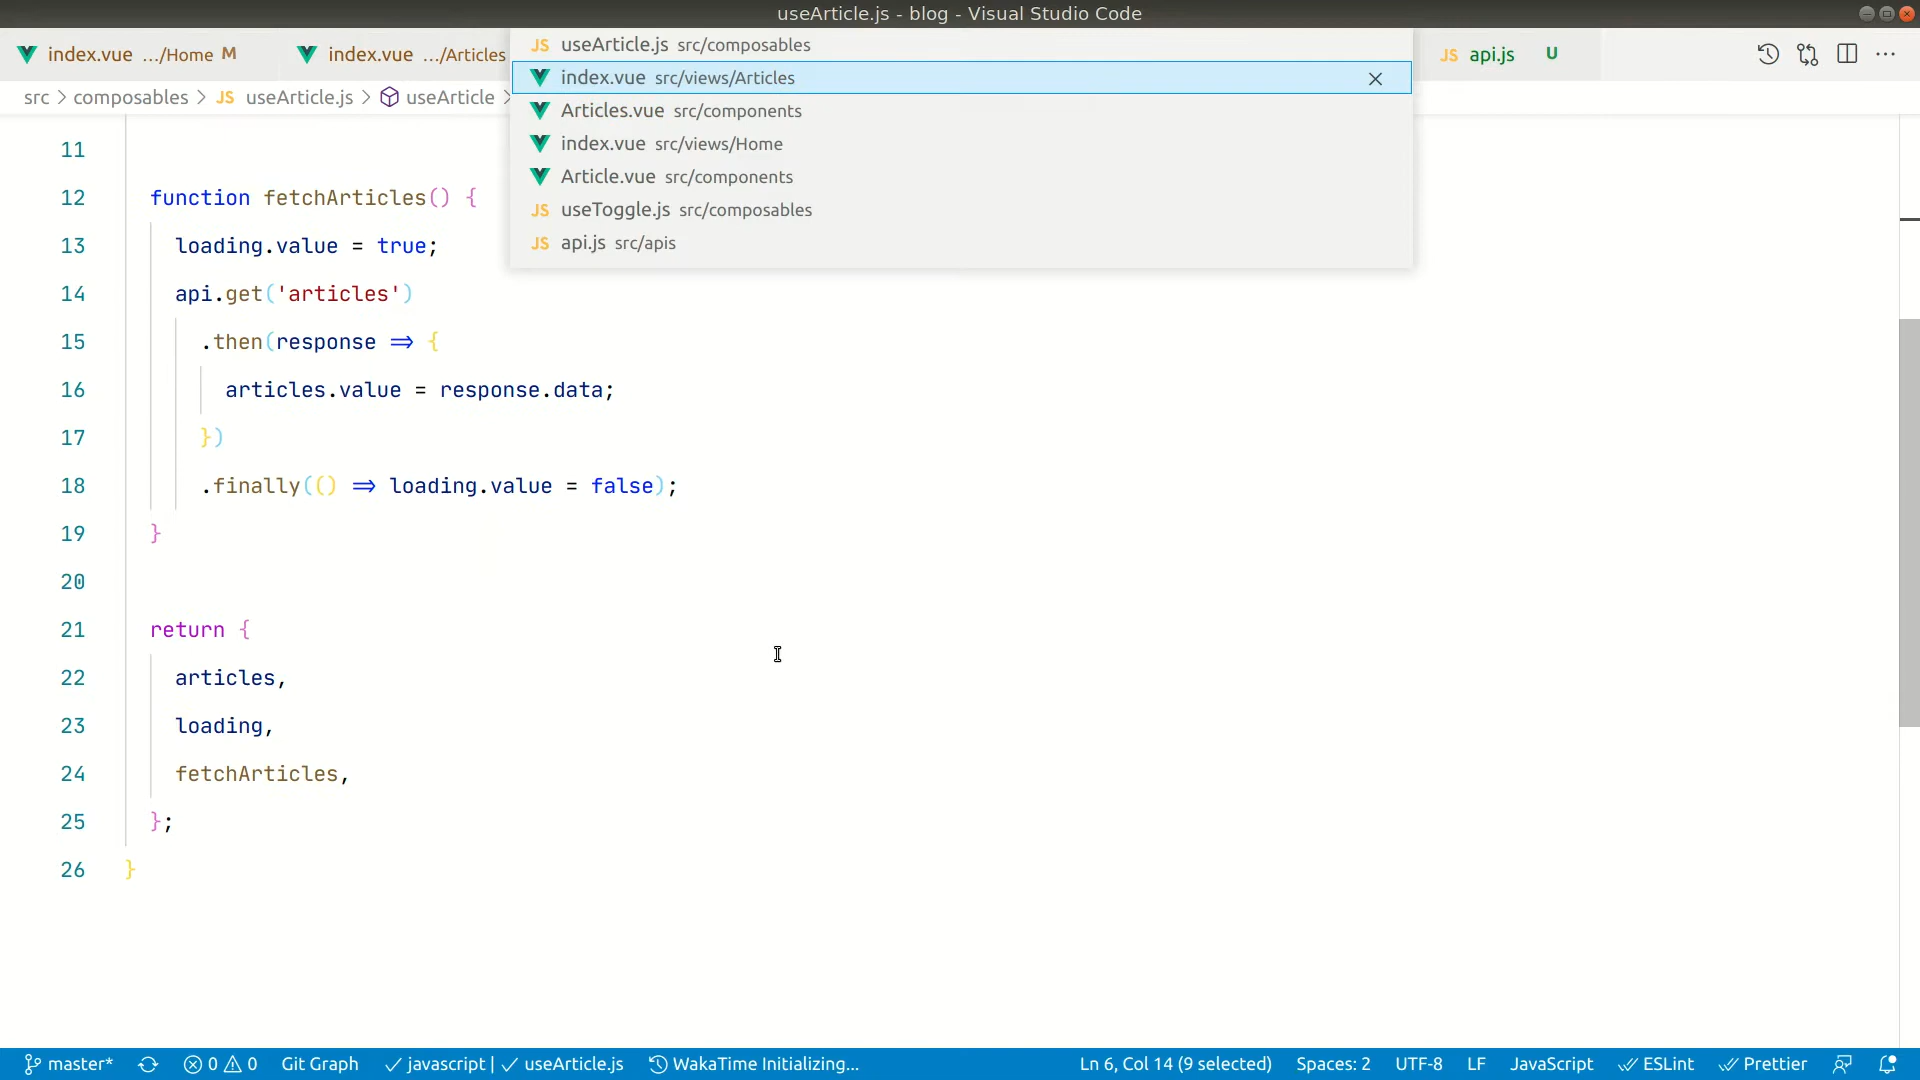 useArticle.js - blog - Visual Studio Code
index.vue .../Home M
index.vue .../Articles
api.js U
src > composables > JS useArticle.js > useArticle >
JS useArticle.js src/composables
index.vue src/views/Articles
Articles.vue src/components
index.vue src/views/Home
Article.vue src/components
JS useToggle.js src/composables
JS api.js src/apis
11
12 function fetchArticles() {
13 loading.value = true;
14 api.get('articles')
15 .then(response => {
16 articles.value = response.data;
17 })
18 .finally(() => loading.value = false);
19 }
20
21 return {
22 articles,
23 loading,
24 fetchArticles,
25 };
26 }
master* 0 0 Git Graph ✓ javascript | ✓ useArticle.js WakaTime Initializing... Ln 6, Col 14 (9 selected) Spaces: 2 UTF-8 LF JavaScript ESLint Prettier